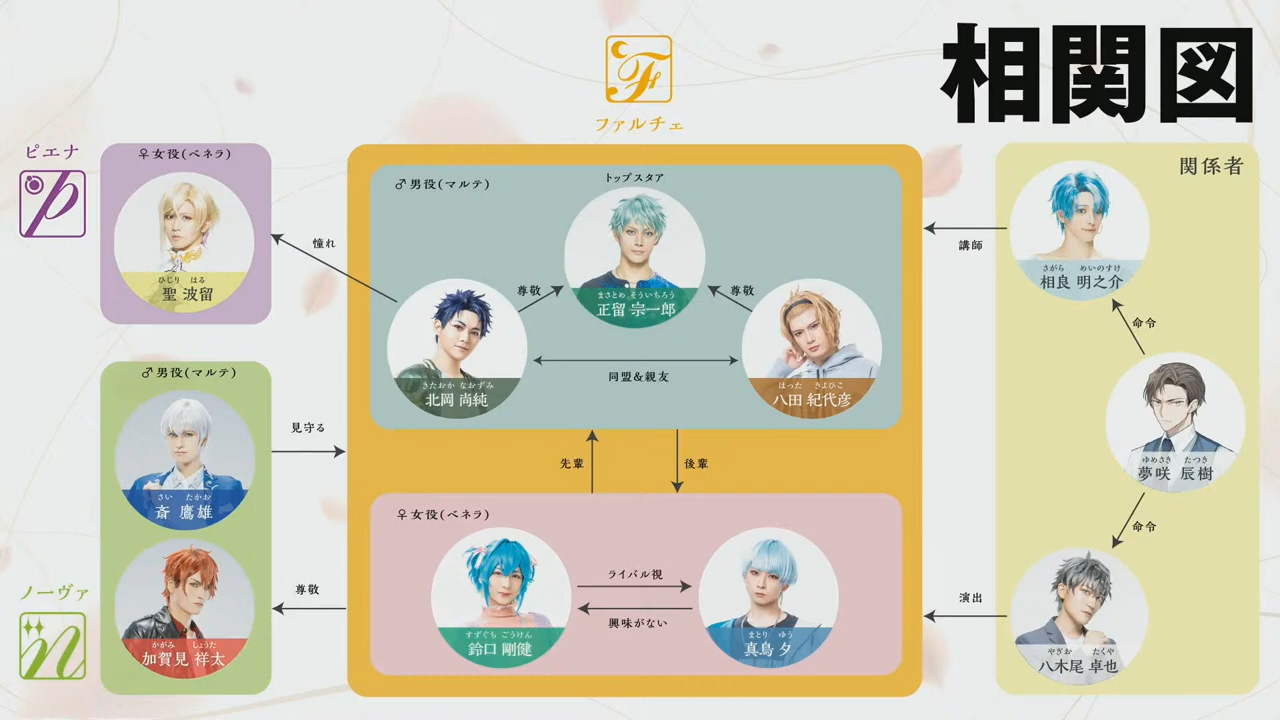 相関図
ファルチェ
ピエナ
♀女役(ベネラ)
ひじり はる
聖 波留
憧れ
♂男役(マルテ)
さい たかお
斎 鷹雄
かがみ しょうた
加賀見 祥太
ノーヴァ
見守る
尊敬
♂男役(マルテ)
トップスタア
まさとめ そういちろう
正留 宗一郎
尊敬
尊敬
きたおか なおずみ
北岡 尚純
同盟&親友
はった きよひこ
八田 紀代彦
先輩
後輩
♀女役(ベネラ)
すずぐち ごうけん
鈴口 剛健
ライバル視
興味がない
まとり ゆう
真鳥 夕
関係者
さがら めいのすけ
相良 明之介
講師
命令
ゆめさき たつき
夢咲 辰樹
命令
演出
やぎお たくや
八木尾 卓也